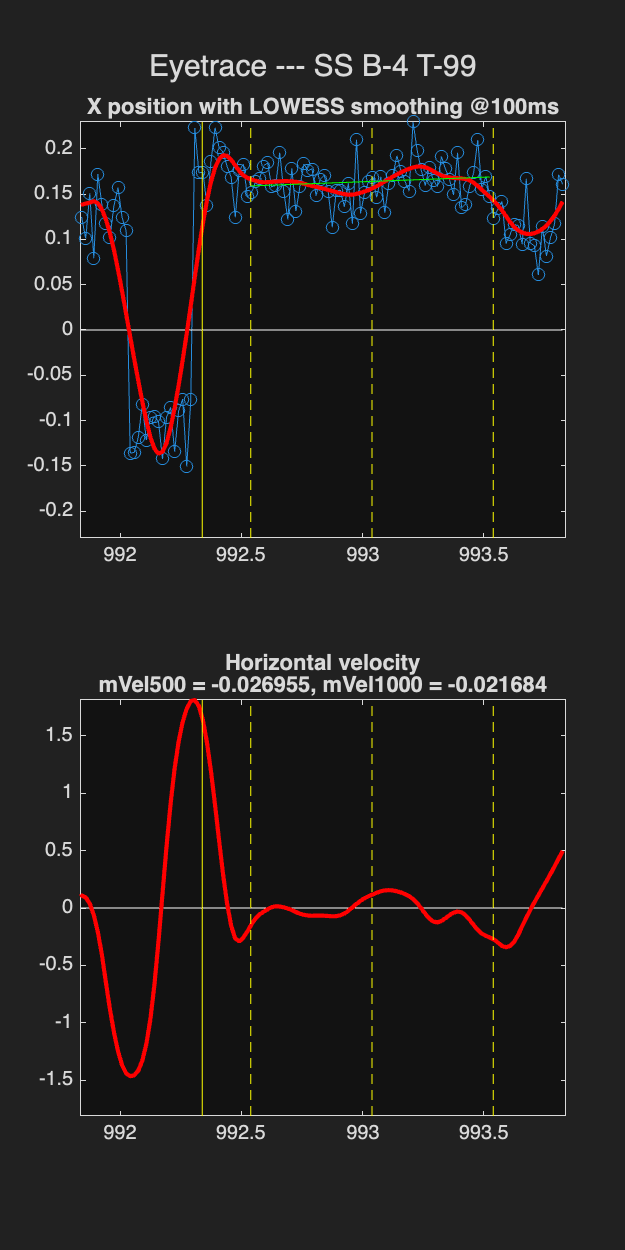 Eyetrace --- SS B-4 T-99
X position with LOWESS smoothing @100ms
0.2
0.15
0.1
0.05
0
-0.05
-0.1
-0.15
-0.2
992 992.5 993 993.5
Horizontal velocity
mVel500 = -0.026955, mVel1000 = -0.021684
1.5
1
0.5
0
-0.5
-1
-1.5
992 992.5 993 993.5